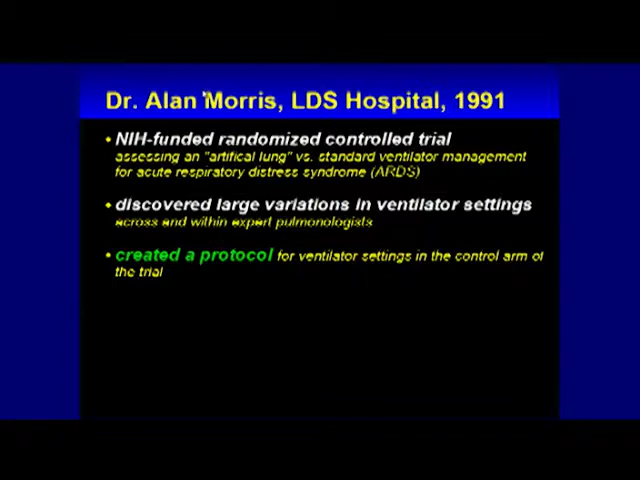 Dr. Alan Morris, LDS Hospital, 1991
• NIH-funded randomized controlled trial
assessing an "artifical lung" vs. standard ventilator management
for acute respiratory distress syndrome (ARDS)
• discovered large variations in ventilator settings
across and within expert pulmonologists
• created a protocol for ventilator settings in the control arm of
the trial